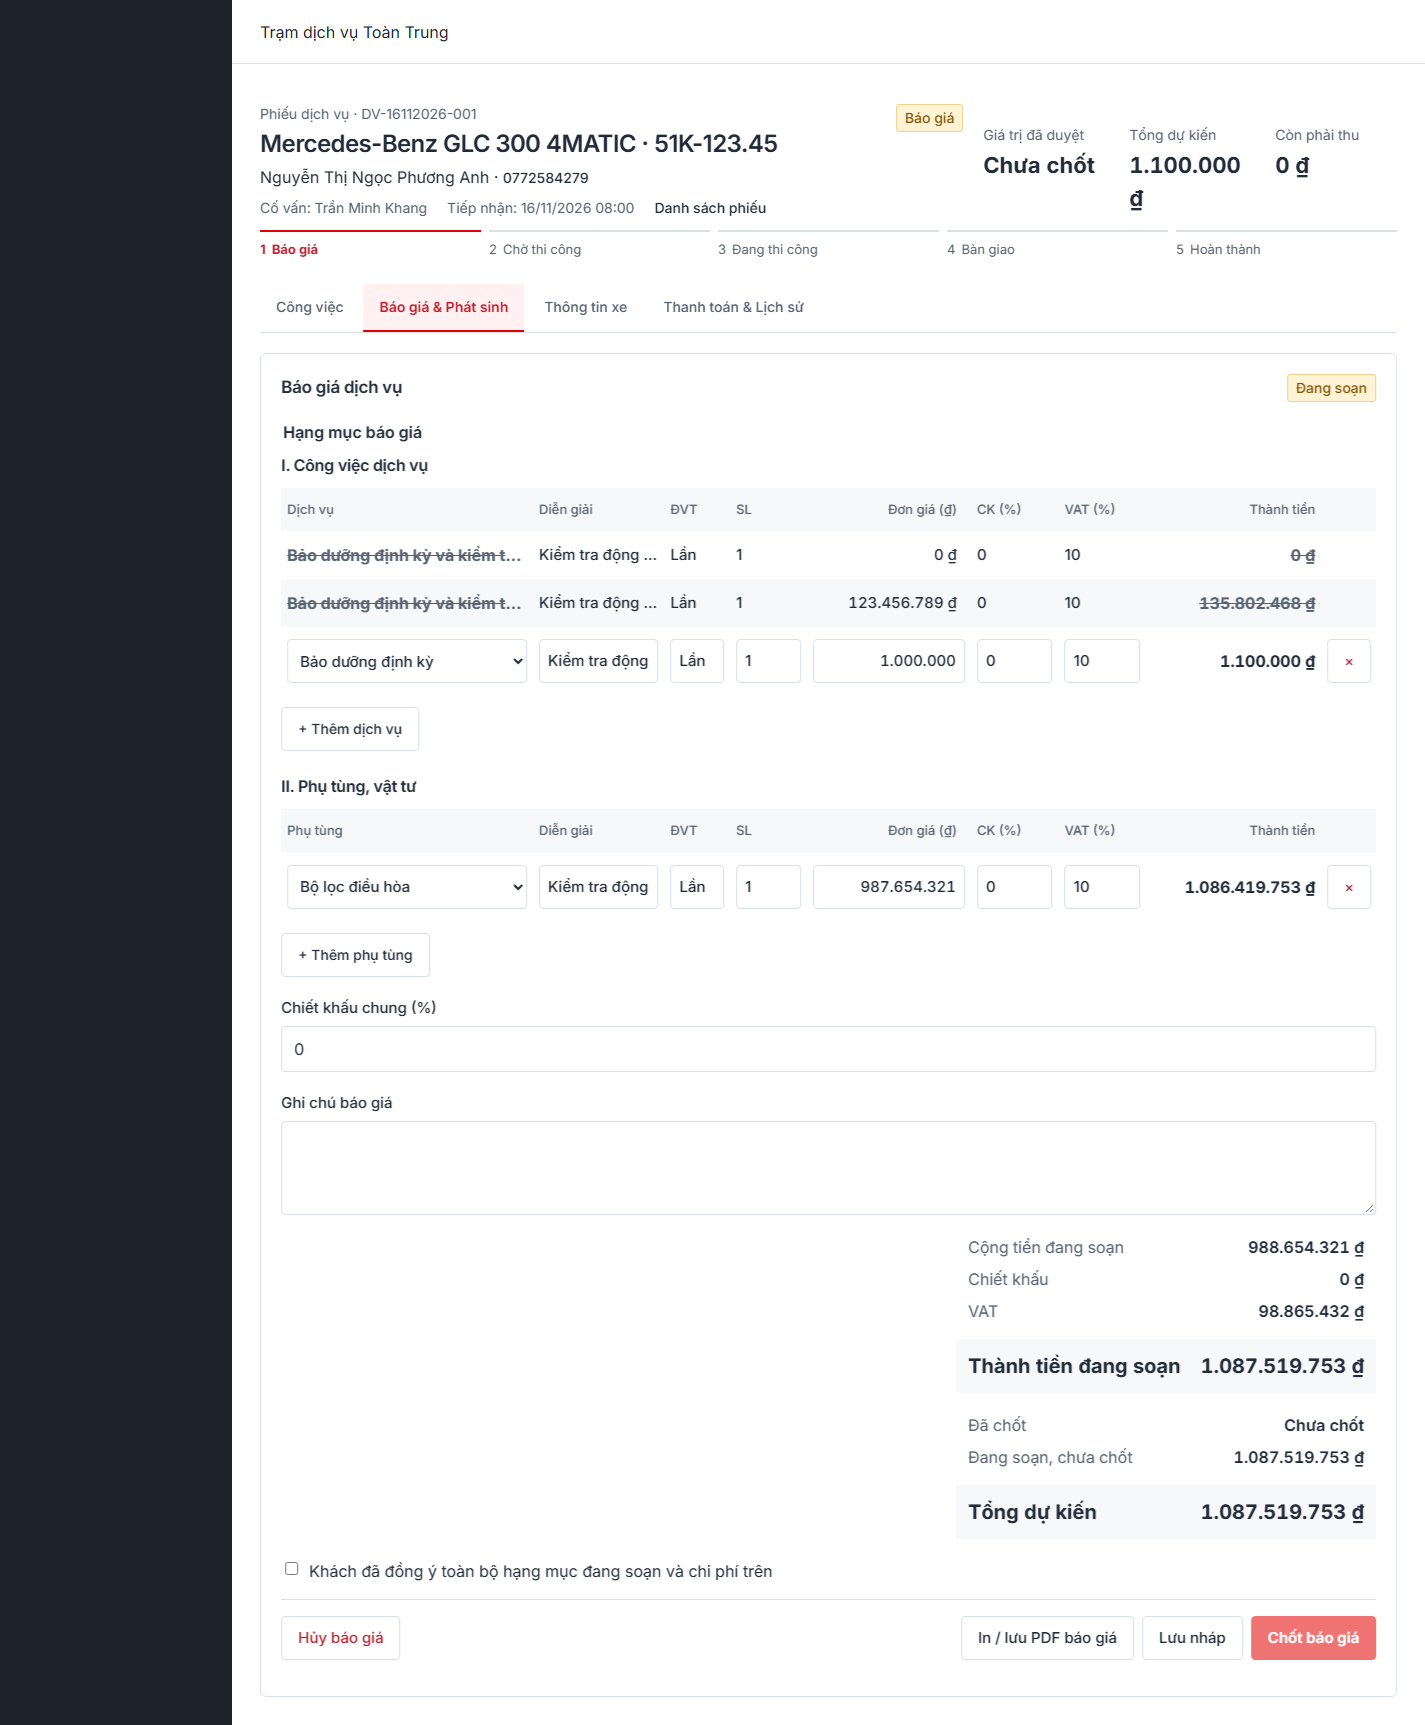 Trạm dịch vụ Toàn Trung
Phiếu dịch vụ · DV-16112026-001
Mercedes-Benz GLC 300 4MATIC · 51K-123.45
Nguyễn Thị Ngọc Phương Anh · 0772584279
Cố vấn: Trần Minh Khang Tiếp nhận: 16/11/2026 08:00 Danh sách phiếu
Báo giá
Giá trị đã duyệt
Chưa chốt
Tổng dự kiến
1.100.000
₫
Còn phải thu
0 ₫
1 Báo giá
2 Chờ thi công
3 Đang thi công
4 Bàn giao
5 Hoàn thành
Công việc Báo giá & Phát sinh Thông tin xe Thanh toán & Lịch sử
Báo giá dịch vụ Đang soạn
Hạng mục báo giá
I. Công việc dịch vụ
Dịch vụ Diễn giải ĐVT SL Đơn giá (₫) CK (%) VAT (%) Thành tiền
Bảo dưỡng định kỳ và kiểm t... Kiểm tra động ... Lần 1 0 ₫ 0 10 0 ₫
Bảo dưỡng định kỳ và kiểm t... Kiểm tra động ... Lần 1 123.456.789 ₫ 0 10 135.802.468 ₫
Bảo dưỡng định kỳ Kiểm tra động Lần 1 1.000.000 0 10 1.100.000 ₫ ×
+ Thêm dịch vụ
II. Phụ tùng, vật tư
Phụ tùng Diễn giải ĐVT SL Đơn giá (₫) CK (%) VAT (%) Thành tiền
Bộ lọc điều hòa Kiểm tra động Lần 1 987.654.321 0 10 1.086.419.753 ₫ ×
+ Thêm phụ tùng
Chiết khấu chung (%)
0
Ghi chú báo giá
Cộng tiền đang soạn 988.654.321 ₫
Chiết khấu 0 ₫
VAT 98.865.432 ₫
Thành tiền đang soạn 1.087.519.753 ₫
Đã chốt Chưa chốt
Đang soạn, chưa chốt 1.087.519.753 ₫
Tổng dự kiến 1.087.519.753 ₫
Khách đã đồng ý toàn bộ hạng mục đang soạn và chi phí trên
Hủy báo giá In / lưu PDF báo giá Lưu nháp Chốt báo giá